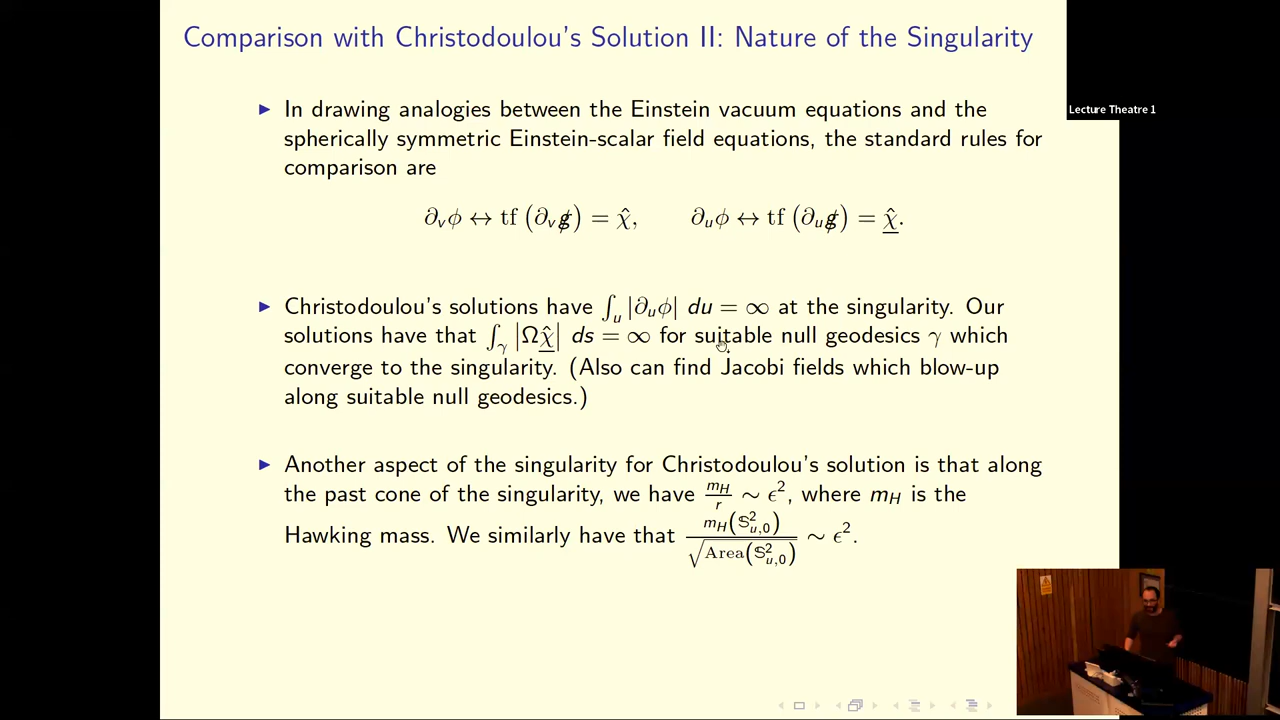 Comparison with Christodoulou's Solution II: Nature of the Singularity
Lecture Theatre 1
▶ In drawing analogies between the Einstein vacuum equations and the
spherically symmetric Einstein-scalar field equations, the standard rules for
comparison are
∂_vϕ ↔ tf (∂_v g̸) = χ̂,  ∂_uϕ ↔ tf (∂_u g̸) = χ̲̂.
▶ Christodoulou's solutions have ∫_u |∂_uϕ| du = ∞ at the singularity. Our
solutions have that ∫_γ |Ωχ̲̂| ds = ∞ for suitable null geodesics γ which
converge to the singularity. (Also can find Jacobi fields which blow-up
along suitable null geodesics.)
▶ Another aspect of the singularity for Christodoulou's solution is that along
the past cone of the singularity, we have m_H/r ∼ ϵ², where m_H is the
Hawking mass. We similarly have that m_H(𝕊²_{u,0})/√Area(𝕊²_{u,0}) ∼ ϵ².